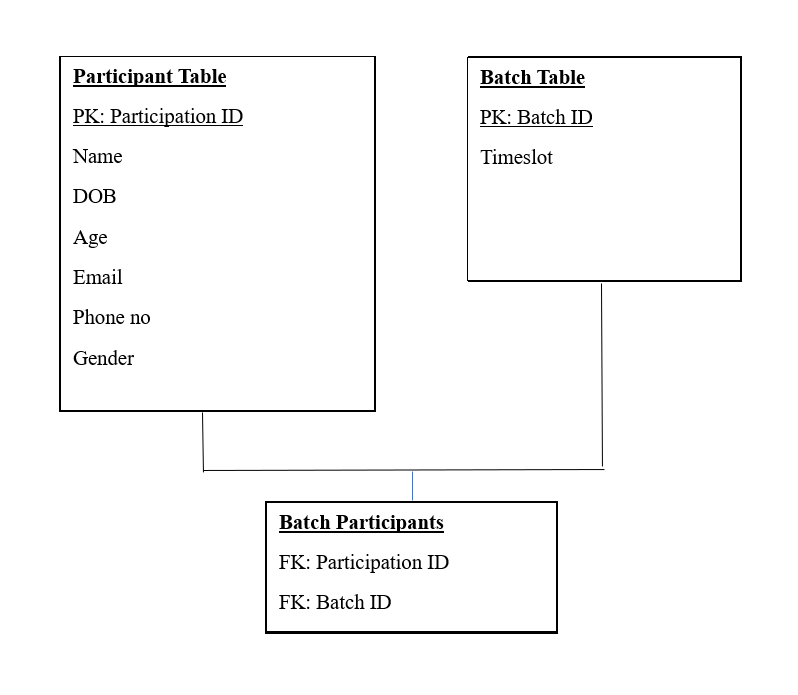 Participant Table
PK: Participation ID
Name
DOB
Age
Email
Phone no
Gender
Batch Table
PK: Batch ID
Timeslot
Batch Participants
FK: Participation ID
FK: Batch ID